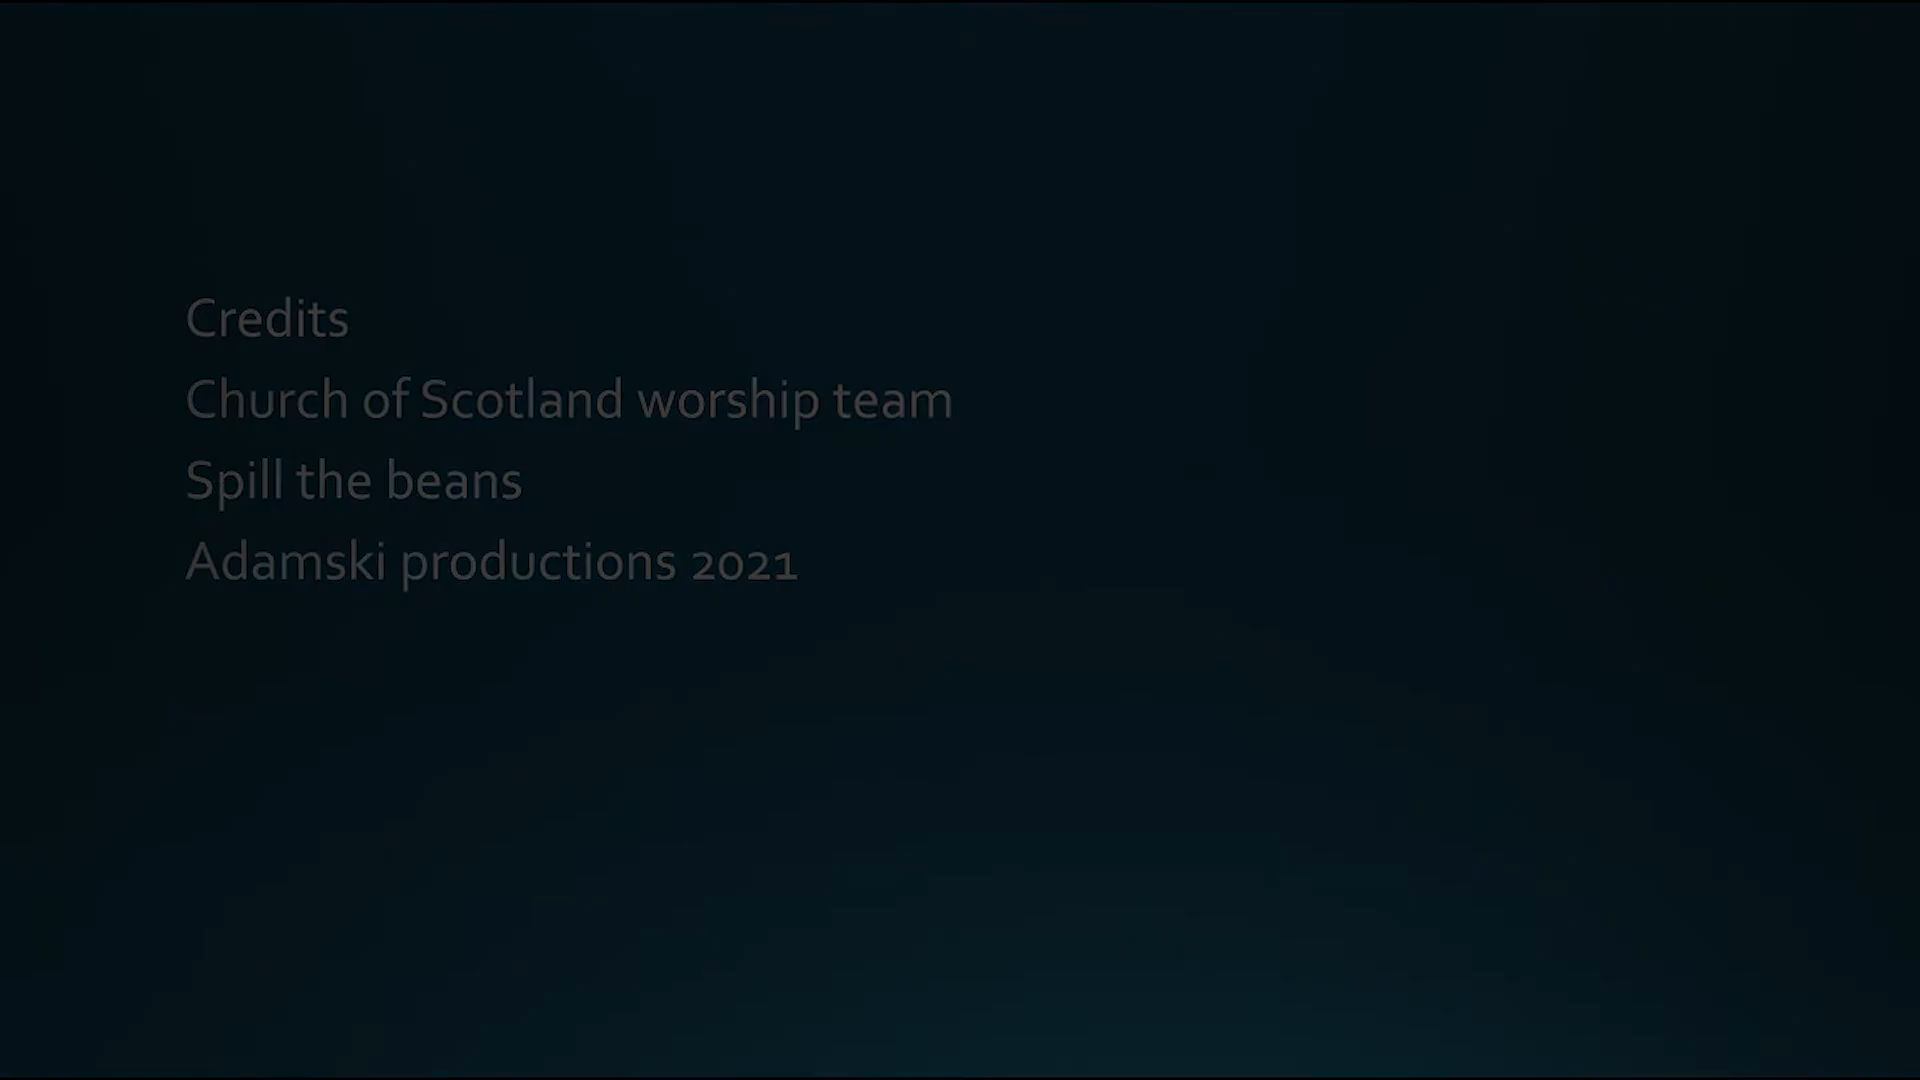 Credits
Church of Scotland worship team
Spill the beans
Adamski productions 2021